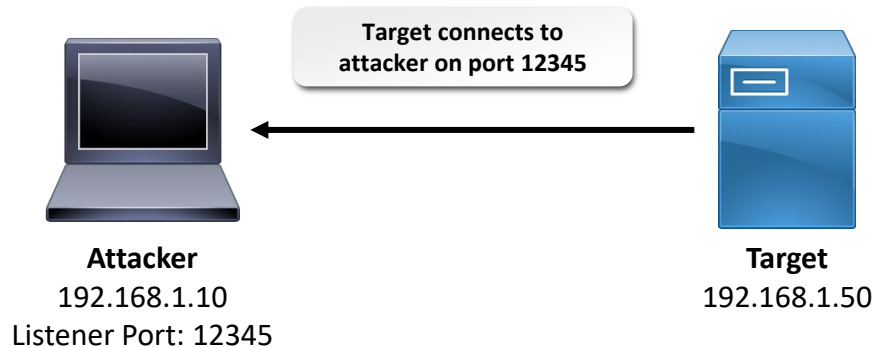 Target connects to
attacker on port 12345
Attacker
192.168.1.10
Listener Port: 12345
Target
192.168.1.50